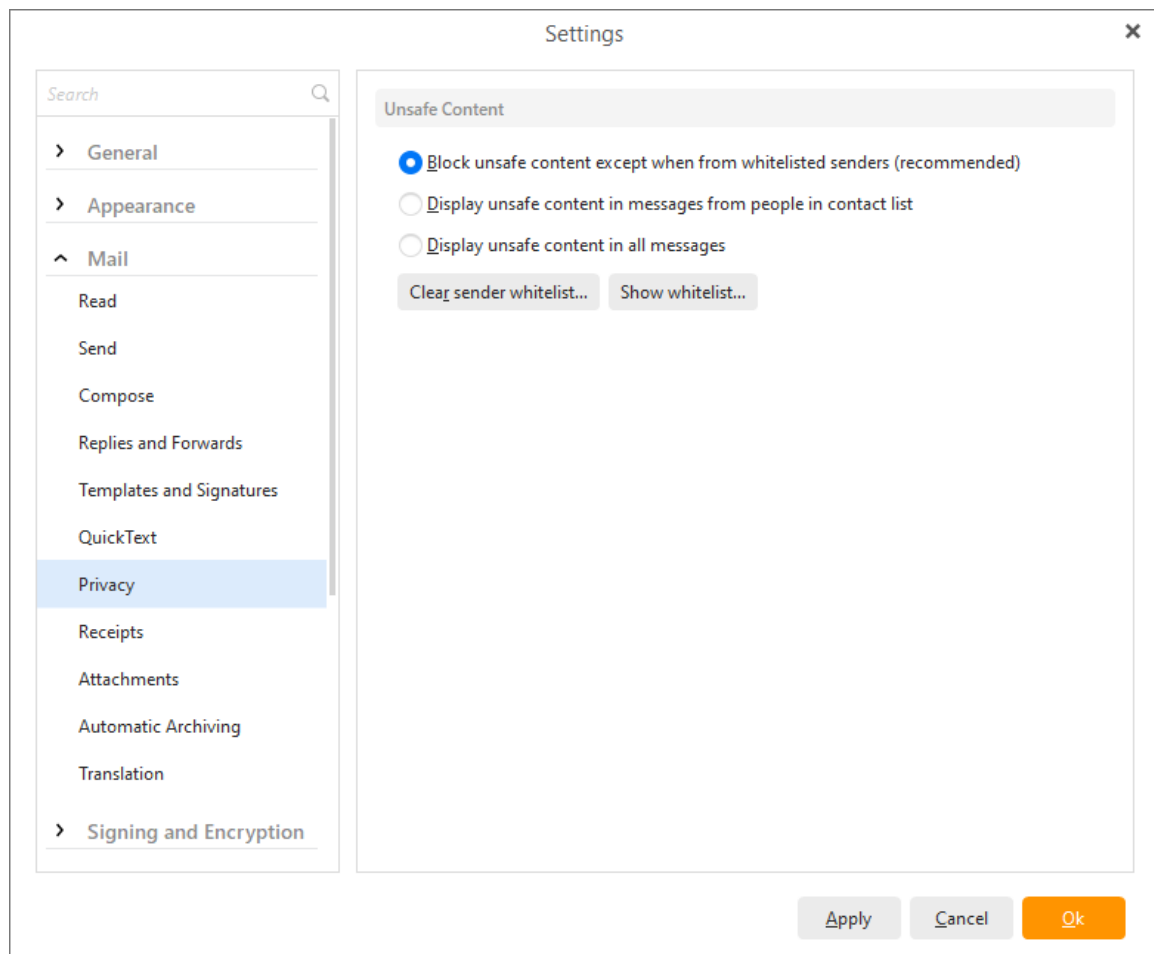 Settings
Search
General
Appearance
Mail
Read
Send
Compose
Replies and Forwards
Templates and Signatures
QuickText
Privacy
Receipts
Attachments
Automatic Archiving
Translation
Signing and Encryption
Unsafe Content
Block unsafe content except when from whitelisted senders (recommended)
Display unsafe content in messages from people in contact list
Display unsafe content in all messages
Clear sender whitelist... Show whitelist...
Apply Cancel Ok